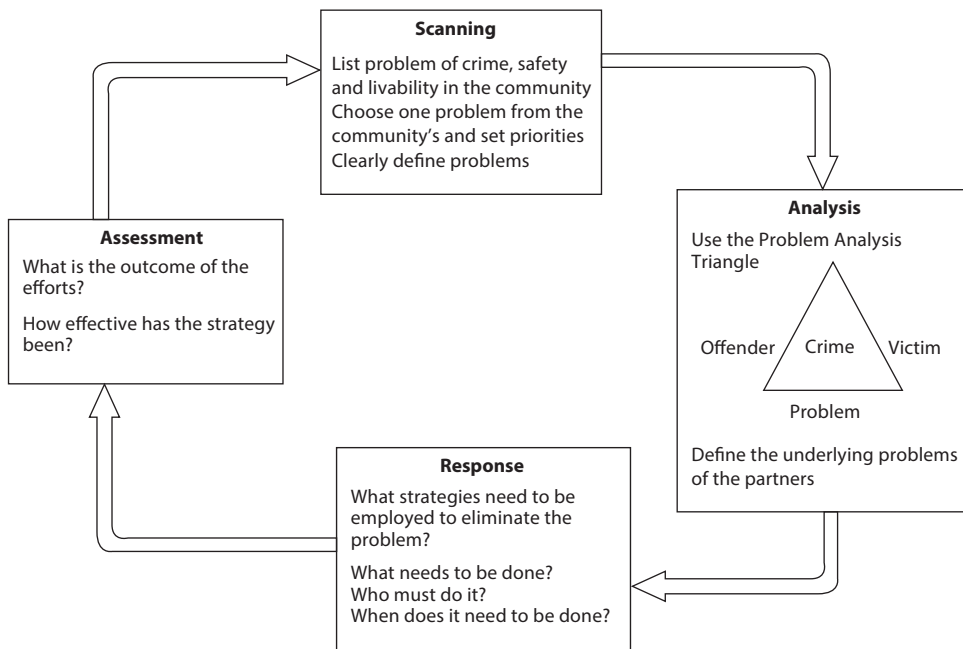 Scanning
List problem of crime, safety
and livability in the community
Choose one problem from the
community's and set priorities
Clearly define problems
Analysis
Use the Problem Analysis
Triangle
Offender
Crime
Victim
Problem
Define the underlying problems
of the partners
Response
What strategies need to be
employed to eliminate the
problem?
What needs to be done?
Who must do it?
When does it need to be done?
Assessment
What is the outcome of the
efforts?
How effective has the strategy
been?